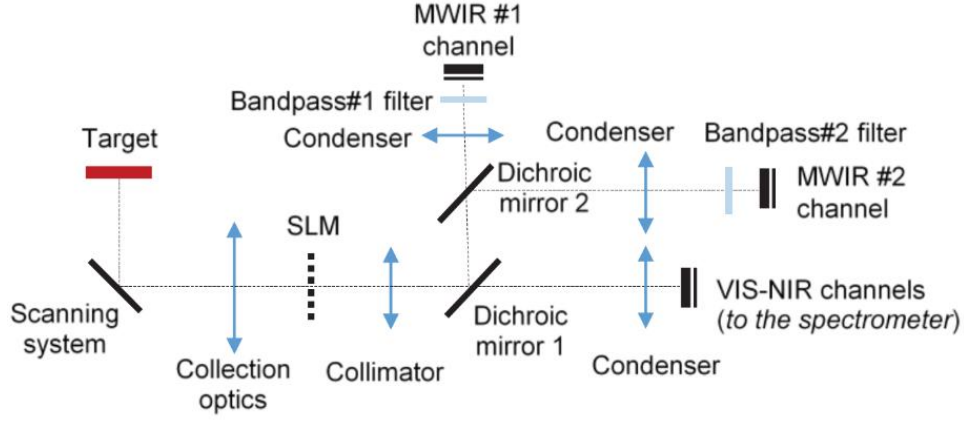 MWIR #1
channel
Bandpass#1 filter
Condenser
Condenser
Bandpass#2 filter
Target
Dichroic
mirror 2
MWIR #2
channel
SLM
Scanning
system
Dichroic
mirror 1
VIS-NIR channels
(to the spectrometer)
Collection
optics
Collimator
Condenser